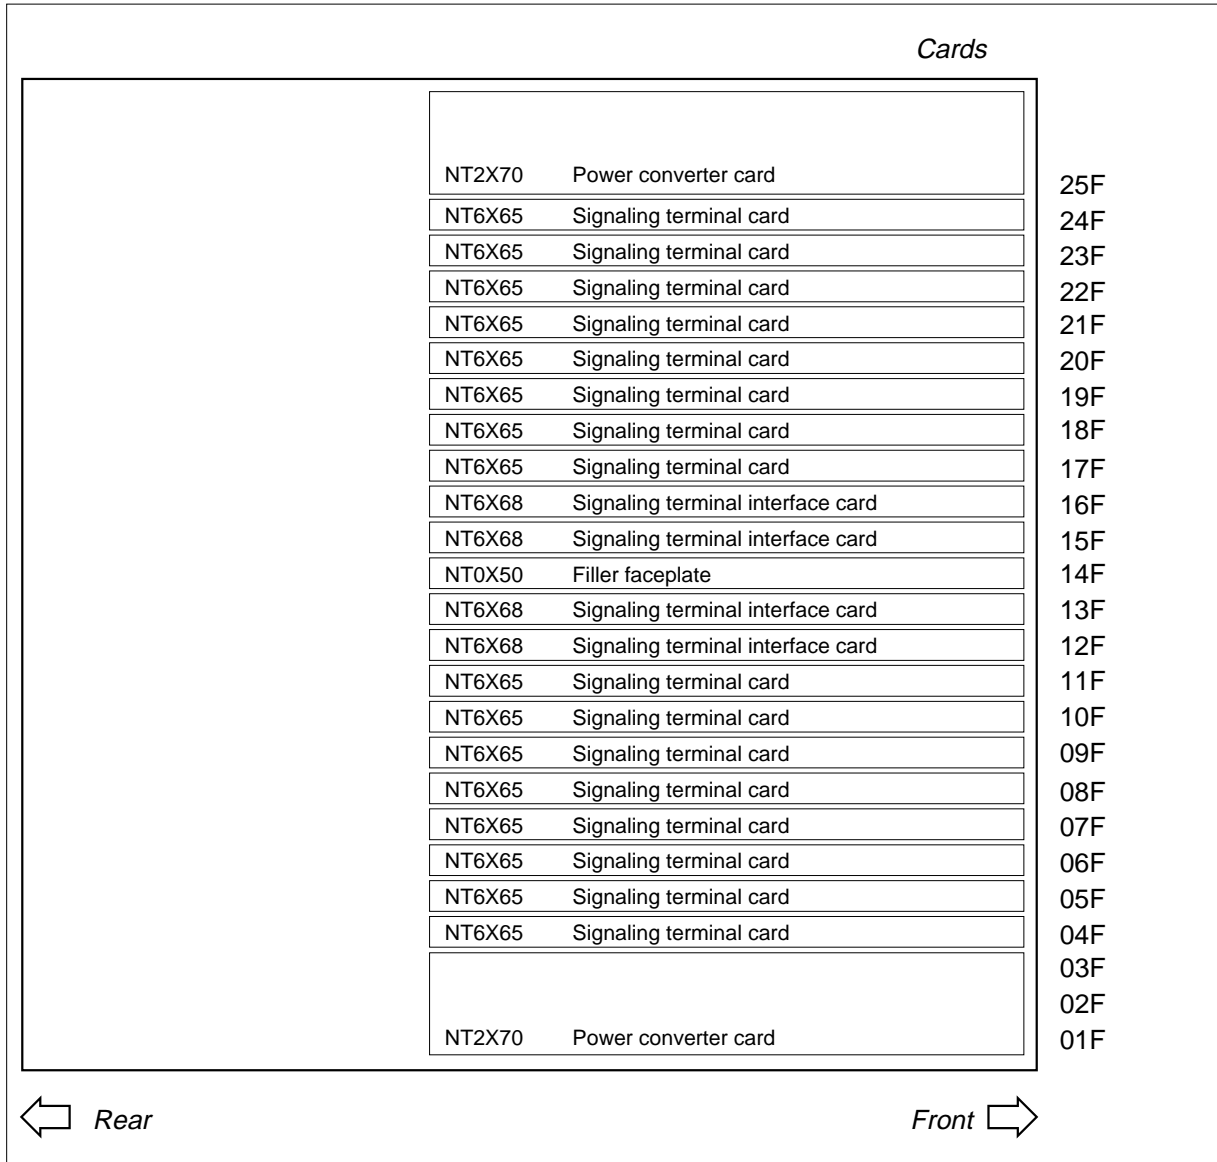 Cards
NT2X70 Power converter card 25F
NT6X65 Signaling terminal card 24F
NT6X65 Signaling terminal card 23F
NT6X65 Signaling terminal card 22F
NT6X65 Signaling terminal card 21F
NT6X65 Signaling terminal card 20F
NT6X65 Signaling terminal card 19F
NT6X65 Signaling terminal card 18F
NT6X65 Signaling terminal card 17F
NT6X68 Signaling terminal interface card 16F
NT6X68 Signaling terminal interface card 15F
NT0X50 Filler faceplate 14F
NT6X68 Signaling terminal interface card 13F
NT6X68 Signaling terminal interface card 12F
NT6X65 Signaling terminal card 11F
NT6X65 Signaling terminal card 10F
NT6X65 Signaling terminal card 09F
NT6X65 Signaling terminal card 08F
NT6X65 Signaling terminal card 07F
NT6X65 Signaling terminal card 06F
NT6X65 Signaling terminal card 05F
NT6X65 Signaling terminal card 04F
03F
02F
NT2X70 Power converter card 01F
Rear Front